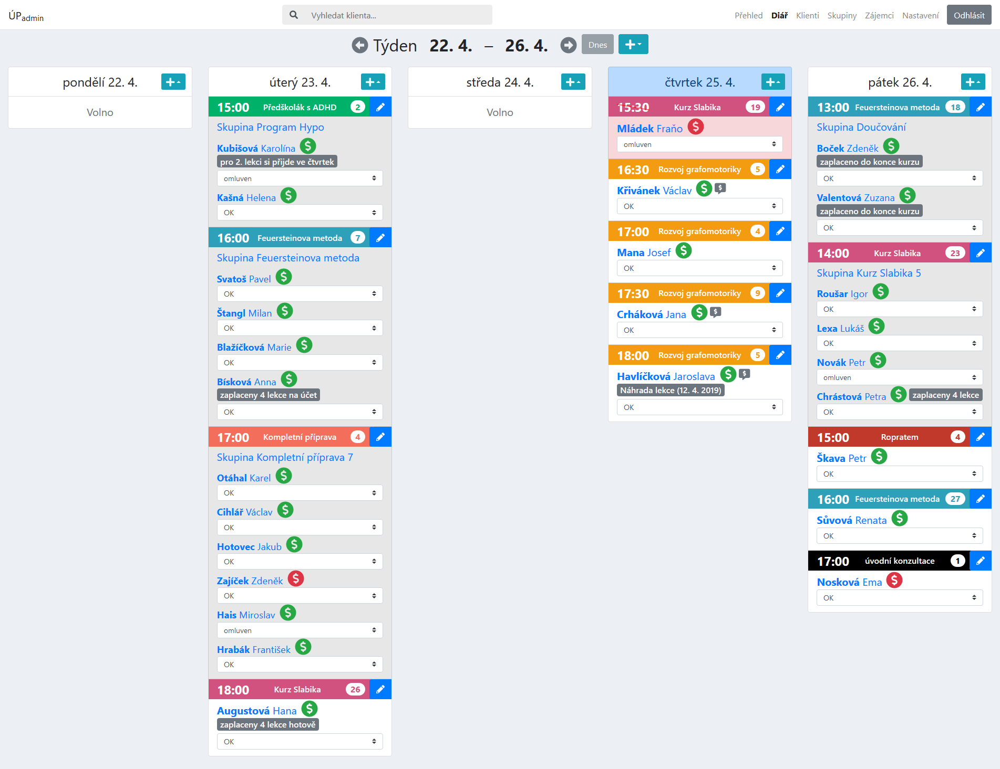 ÚPadmin
Vyhledat klienta...
Přehled Diář Klienti Skupiny Zájemci Nastavení Odhlásit
Týden 22. 4. – 26. 4. Dnes
pondělí 22. 4.
Volno
úterý 23. 4.
15:00 Předškolák s ADHD 2
Skupina Program Hypo
Kubišová Karolína
pro 2. lekci si přijde ve čtvrtek
omluven
Kašná Helena
OK
16:00 Feuersteinova metoda 7
Skupina Feuersteinova metoda
Svatoš Pavel
OK
Štangl Milan
OK
Blažíčková Marie
OK
Bísková Anna
zaplaceny 4 lekce na účet
OK
17:00 Kompletní příprava 4
Skupina Kompletní příprava 7
Otáhal Karel
OK
Cihlář Václav
OK
Hotovec Jakub
OK
Zajíček Zdeněk
OK
Hais Miroslav
omluven
Hrabák František
OK
18:00 Kurz Slabika 26
Augustová Hana
zaplaceny 4 lekce hotově
OK
středa 24. 4.
Volno
čtvrtek 25. 4.
15:30 Kurz Slabika 19
Mládek Fraňo
omluven
16:30 Rozvoj grafomotoriky 5
Křivánek Václav
OK
17:00 Rozvoj grafomotoriky 4
Mana Josef
OK
17:30 Rozvoj grafomotoriky 9
Crháková Jana
OK
18:00 Rozvoj grafomotoriky 5
Havlíčková Jaroslava
Náhrada lekce (12. 4. 2019)
OK
pátek 26. 4.
13:00 Feuersteinova metoda 18
Skupina Doučování
Boček Zdeněk
zaplaceno do konce kurzu
OK
Valentová Zuzana
zaplaceno do konce kurzu
OK
14:00 Kurz Slabika 23
Skupina Kurz Slabika 5
Roušar Igor
OK
Lexa Lukáš
OK
Novák Petr
omluven
Chrástová Petra zaplaceny 4 lekce
OK
15:00 Ropratem 4
Škava Petr
OK
16:00 Feuersteinova metoda 27
Sůvová Renata
OK
17:00 úvodní konzultace 1
Nosková Ema
OK